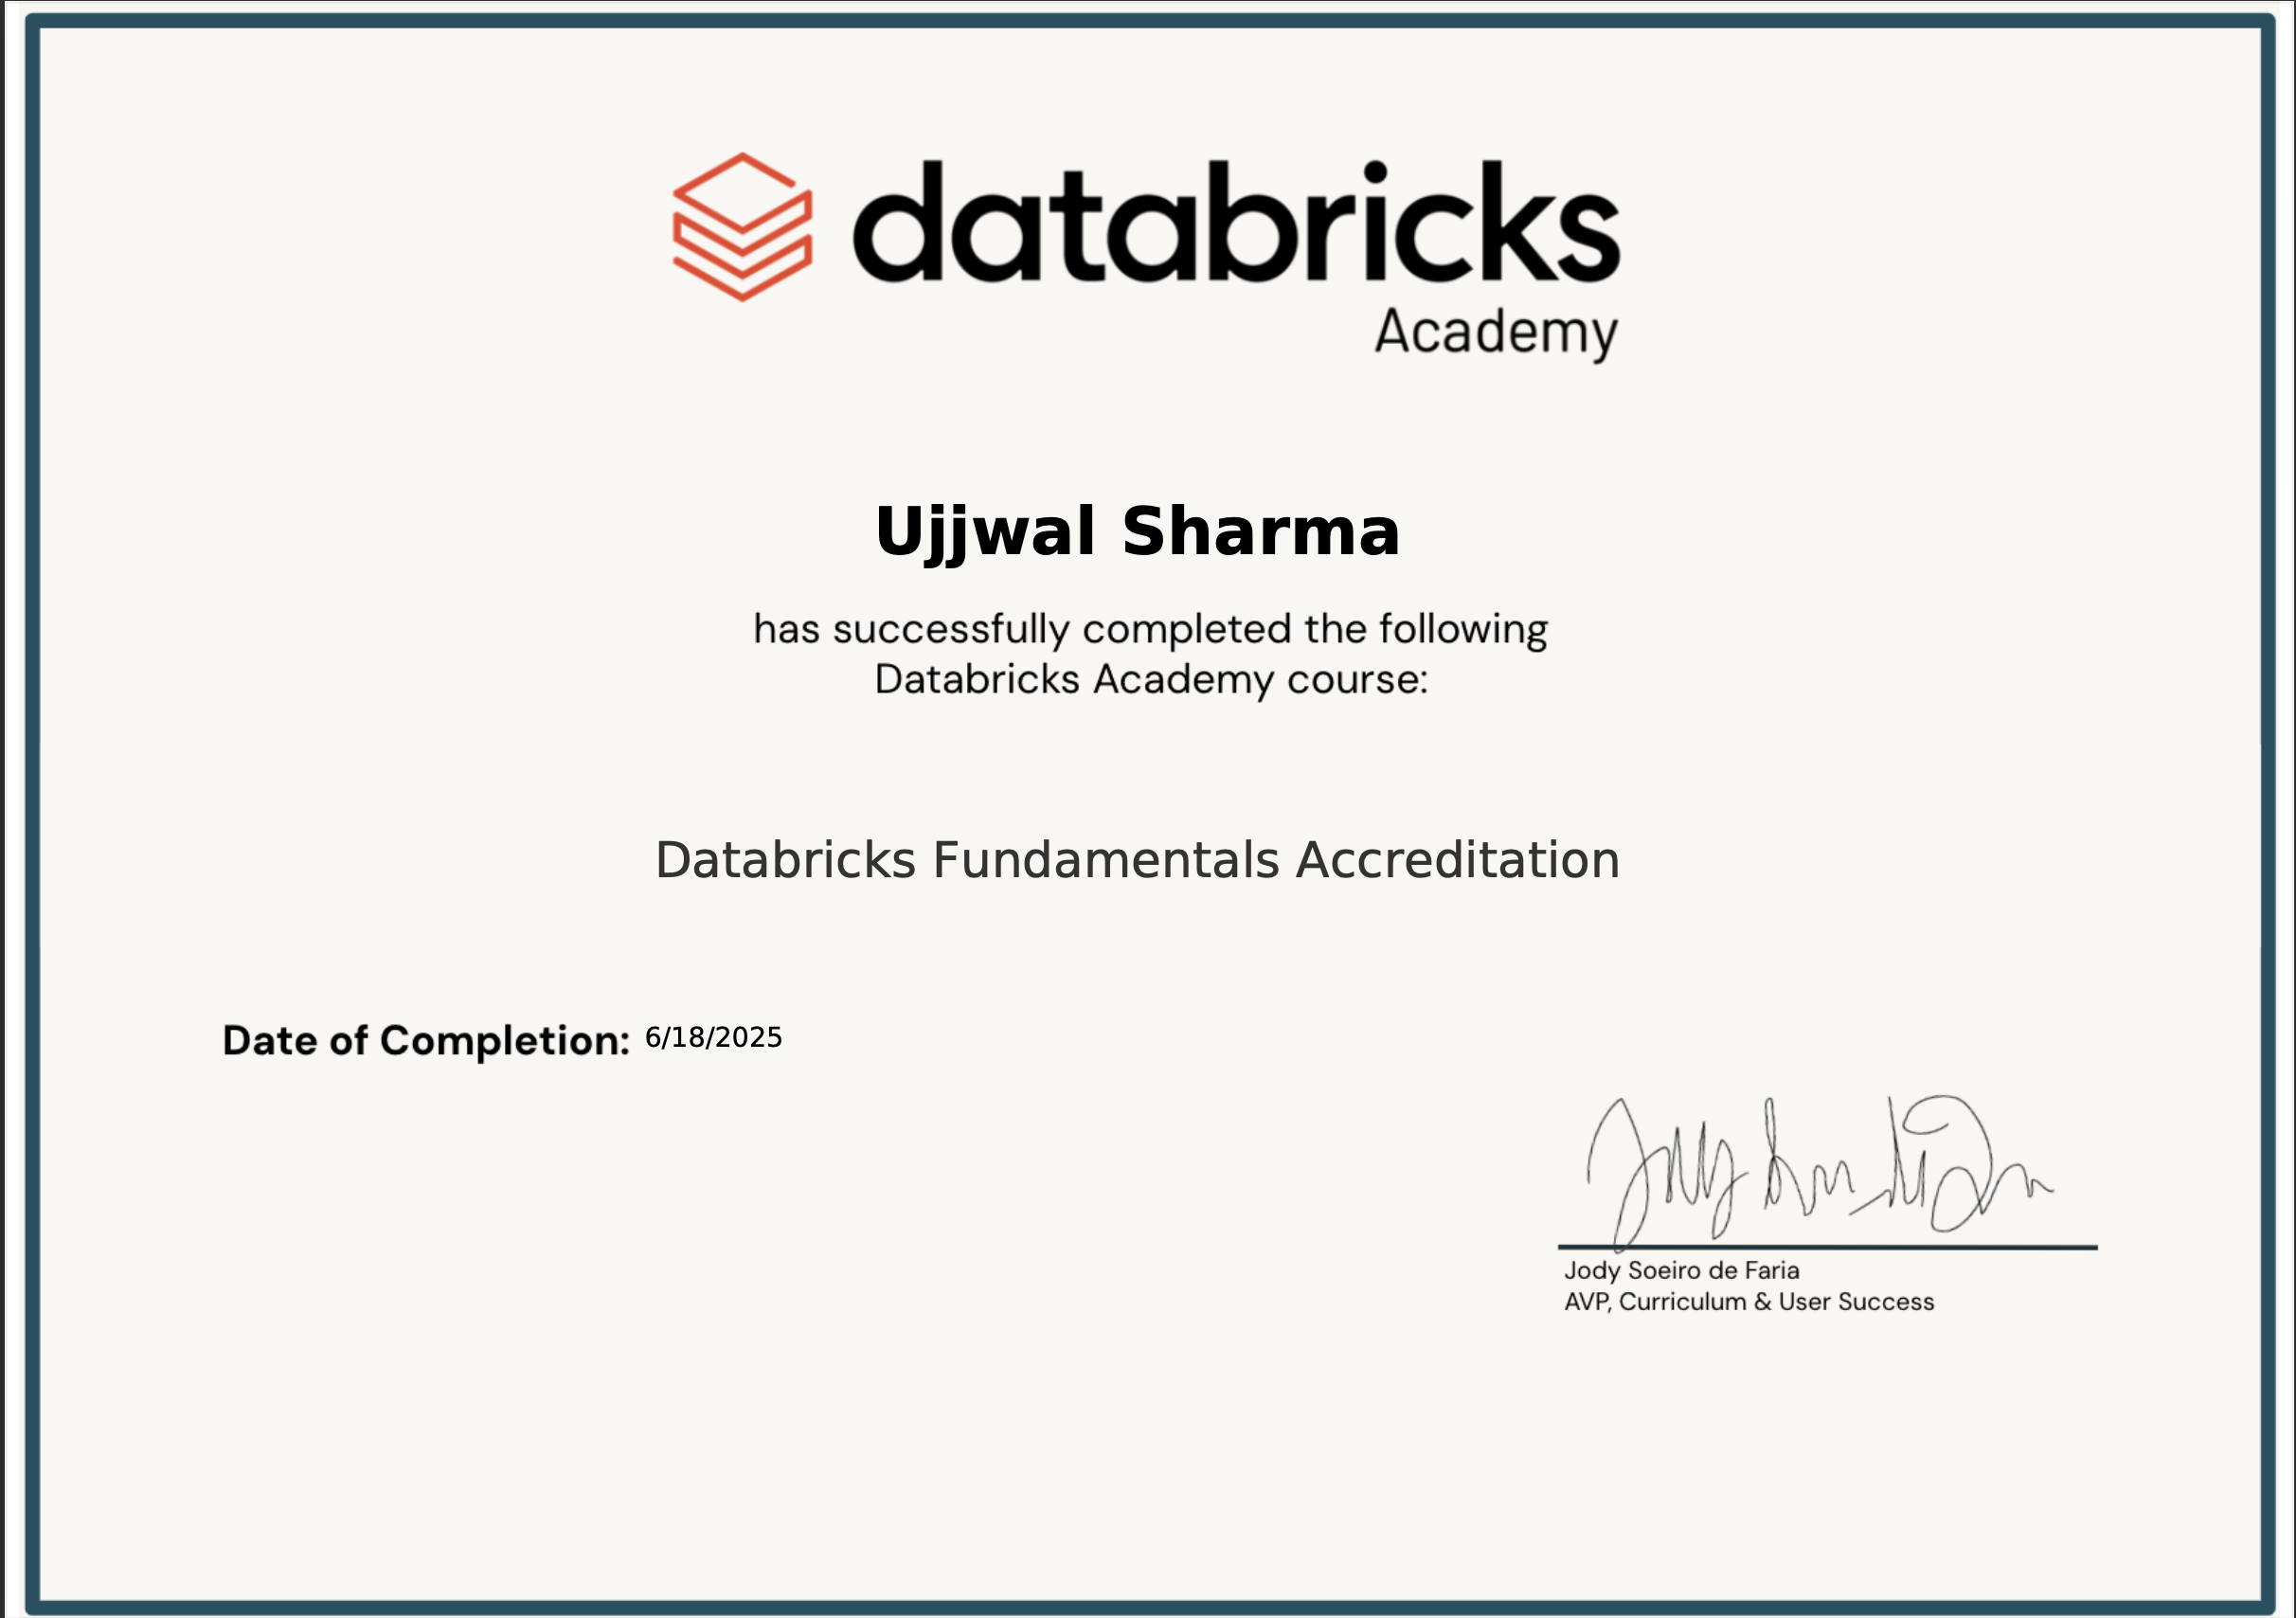 databricks
Academy
Ujjwal Sharma
has successfully completed the following
Databricks Academy course:
Databricks Fundamentals Accreditation
Date of Completion: 6/18/2025
Jody Soeiro de Faria
AVP, Curriculum & User Success